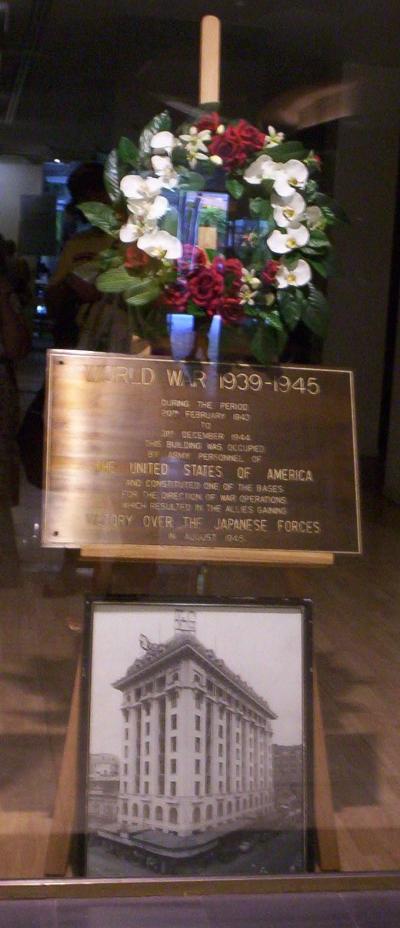 WORLD WAR 1939-1945
DURING THE PERIOD
20TH FEBRUARY 1943
TO
31ST DECEMBER 1944
THIS BUILDING WAS OCCUPIED
BY ARMY PERSONNEL OF
THE UNITED STATES OF AMERICA
AND CONSTITUTED ONE OF THE BASES
FOR THE DIRECTION OF WAR OPERATIONS
WHICH RESULTED IN THE ALLIES GAINING
VICTORY OVER THE JAPANESE FORCES
IN AUGUST 1945.